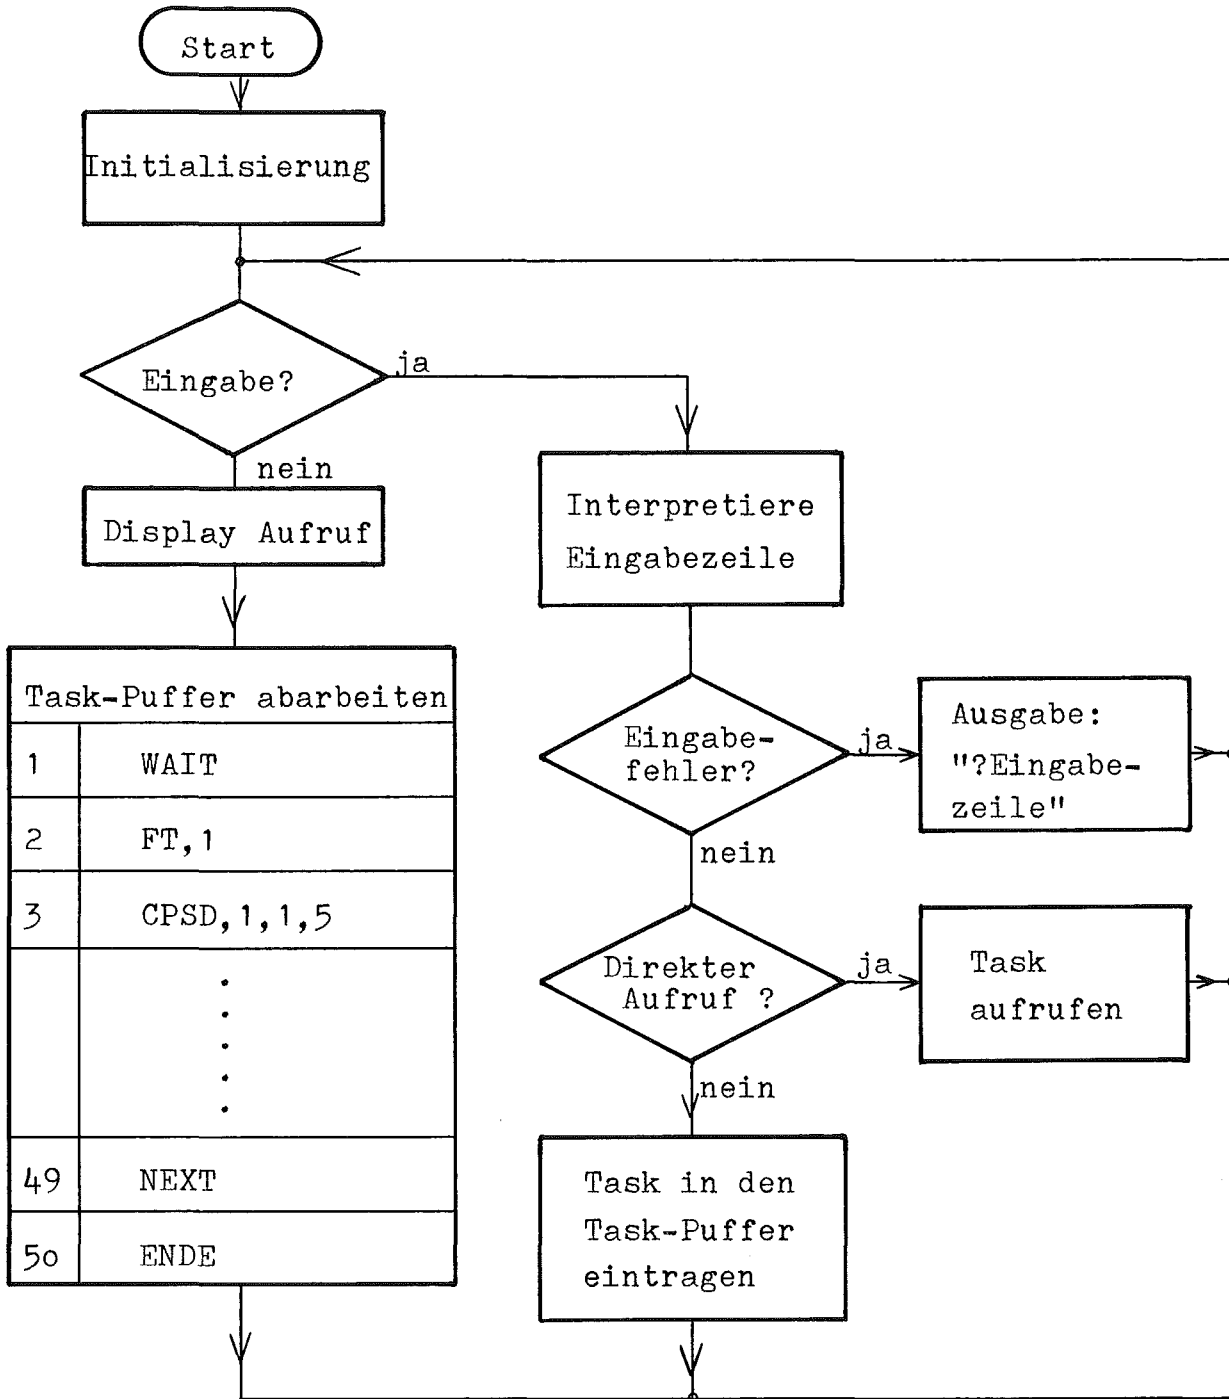 Start
Initialisierung
Eingabe?
ja
nein
Display Aufruf
Interpretiere
Eingabezeile
Task-Puffer abarbeiten
1 WAIT
2 FT,1
3 CPSD,1,1,5
49 NEXT
5o ENDE
Eingabe-
fehler?
ja
Ausgabe:
"?Eingabe-
zeile"
nein
Direkter
Aufruf ?
ja
Task
aufrufen
nein
Task in den
Task-Puffer
eintragen